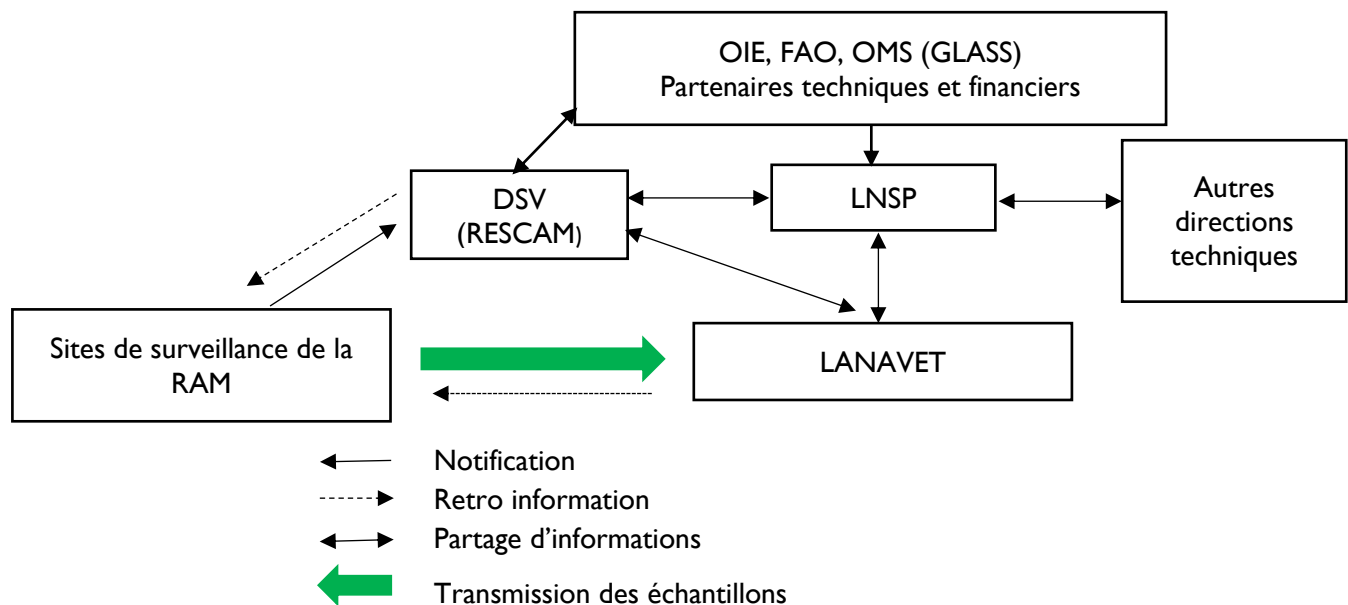 OIE, FAO, OMS (GLASS)
Partenaires techniques et financiers
DSV
(RESCAM)
LNSP
Autres
directions
techniques
Sites de surveillance de la
RAM
LANAVET
Notification
Retro information
Partage d’informations
Transmission des échantillons